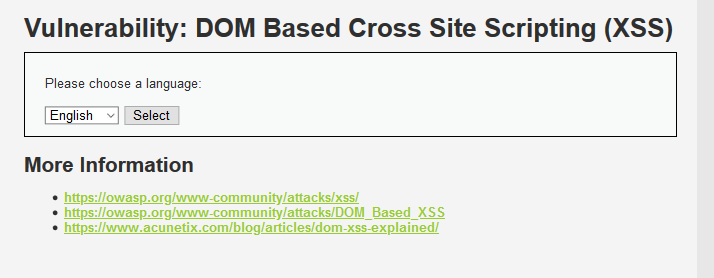 Vulnerability: DOM Based Cross Site Scripting (XSS)
Please choose a language:
English Select
More Information
https://owasp.org/www-community/attacks/xss/
https://owasp.org/www-community/attacks/DOM_Based_XSS
https://www.acunetix.com/blog/articles/dom-xss-explained/